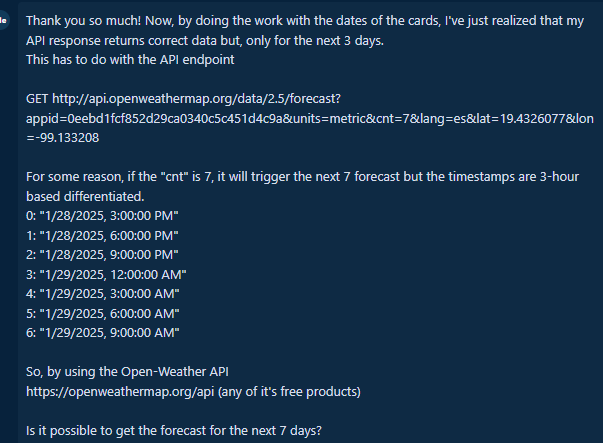 Thank you so much! Now, by doing the work with the dates of the cards, I've just realized that my
API response returns correct data but, only for the next 3 days.
This has to do with the API endpoint
GET http://api.openweathermap.org/data/2.5/forecast?
appid=0eebd1fcf852d29ca0340c5c451d4c9a&units=metric&cnt=7&lang=es&lat=19.4326077&lon
=-99.133208
For some reason, if the "cnt" is 7, it will trigger the next 7 forecast but the timestamps are 3-hour
based differentiated.
0: "1/28/2025, 3:00:00 PM"
1: "1/28/2025, 6:00:00 PM"
2: "1/28/2025, 9:00:00 PM"
3: "1/29/2025, 12:00:00 AM"
4: "1/29/2025, 3:00:00 AM"
5: "1/29/2025, 6:00:00 AM"
6: "1/29/2025, 9:00:00 AM"
So, by using the Open-Weather API
https://openweathermap.org/api (any of it's free products)
Is it possible to get the forecast for the next 7 days?